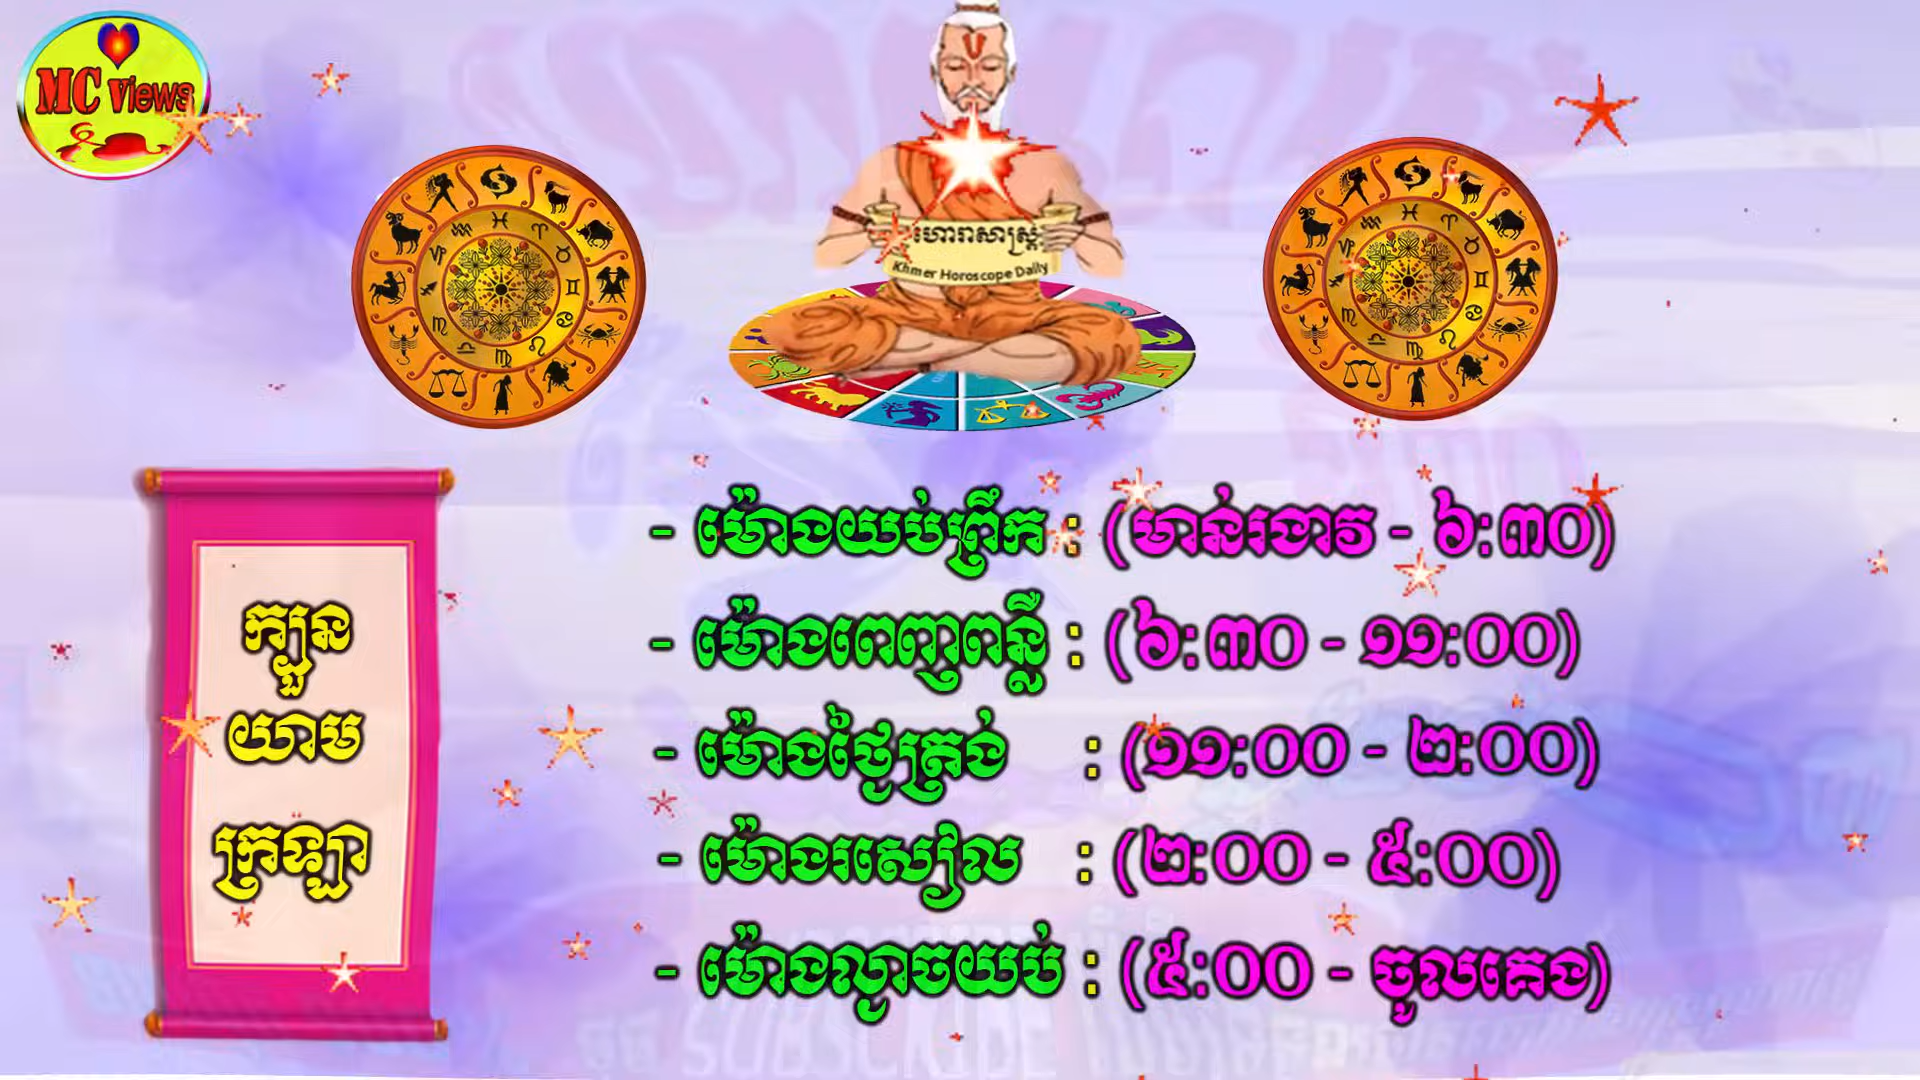 MC Views
ហោរាសាស្ត្រ
Khmer Horoscope Daily
ក្បួន
យាម
ក្រឡា
- ម៉ោងយប់ព្រឹក : (មាន់រងាវ - ៦:៣០)
- ម៉ោងពេញពន្លឺ : (៦:៣០ - ១១:០០)
- ម៉ោងថ្ងៃត្រង់ : (១១:០០ - ២:០០)
- ម៉ោងរសៀល : (២:០០ - ៥:០០)
- ម៉ោងល្ងាចយប់ : (៥:០០ - ចូលគេង)
SUBSCRIBE